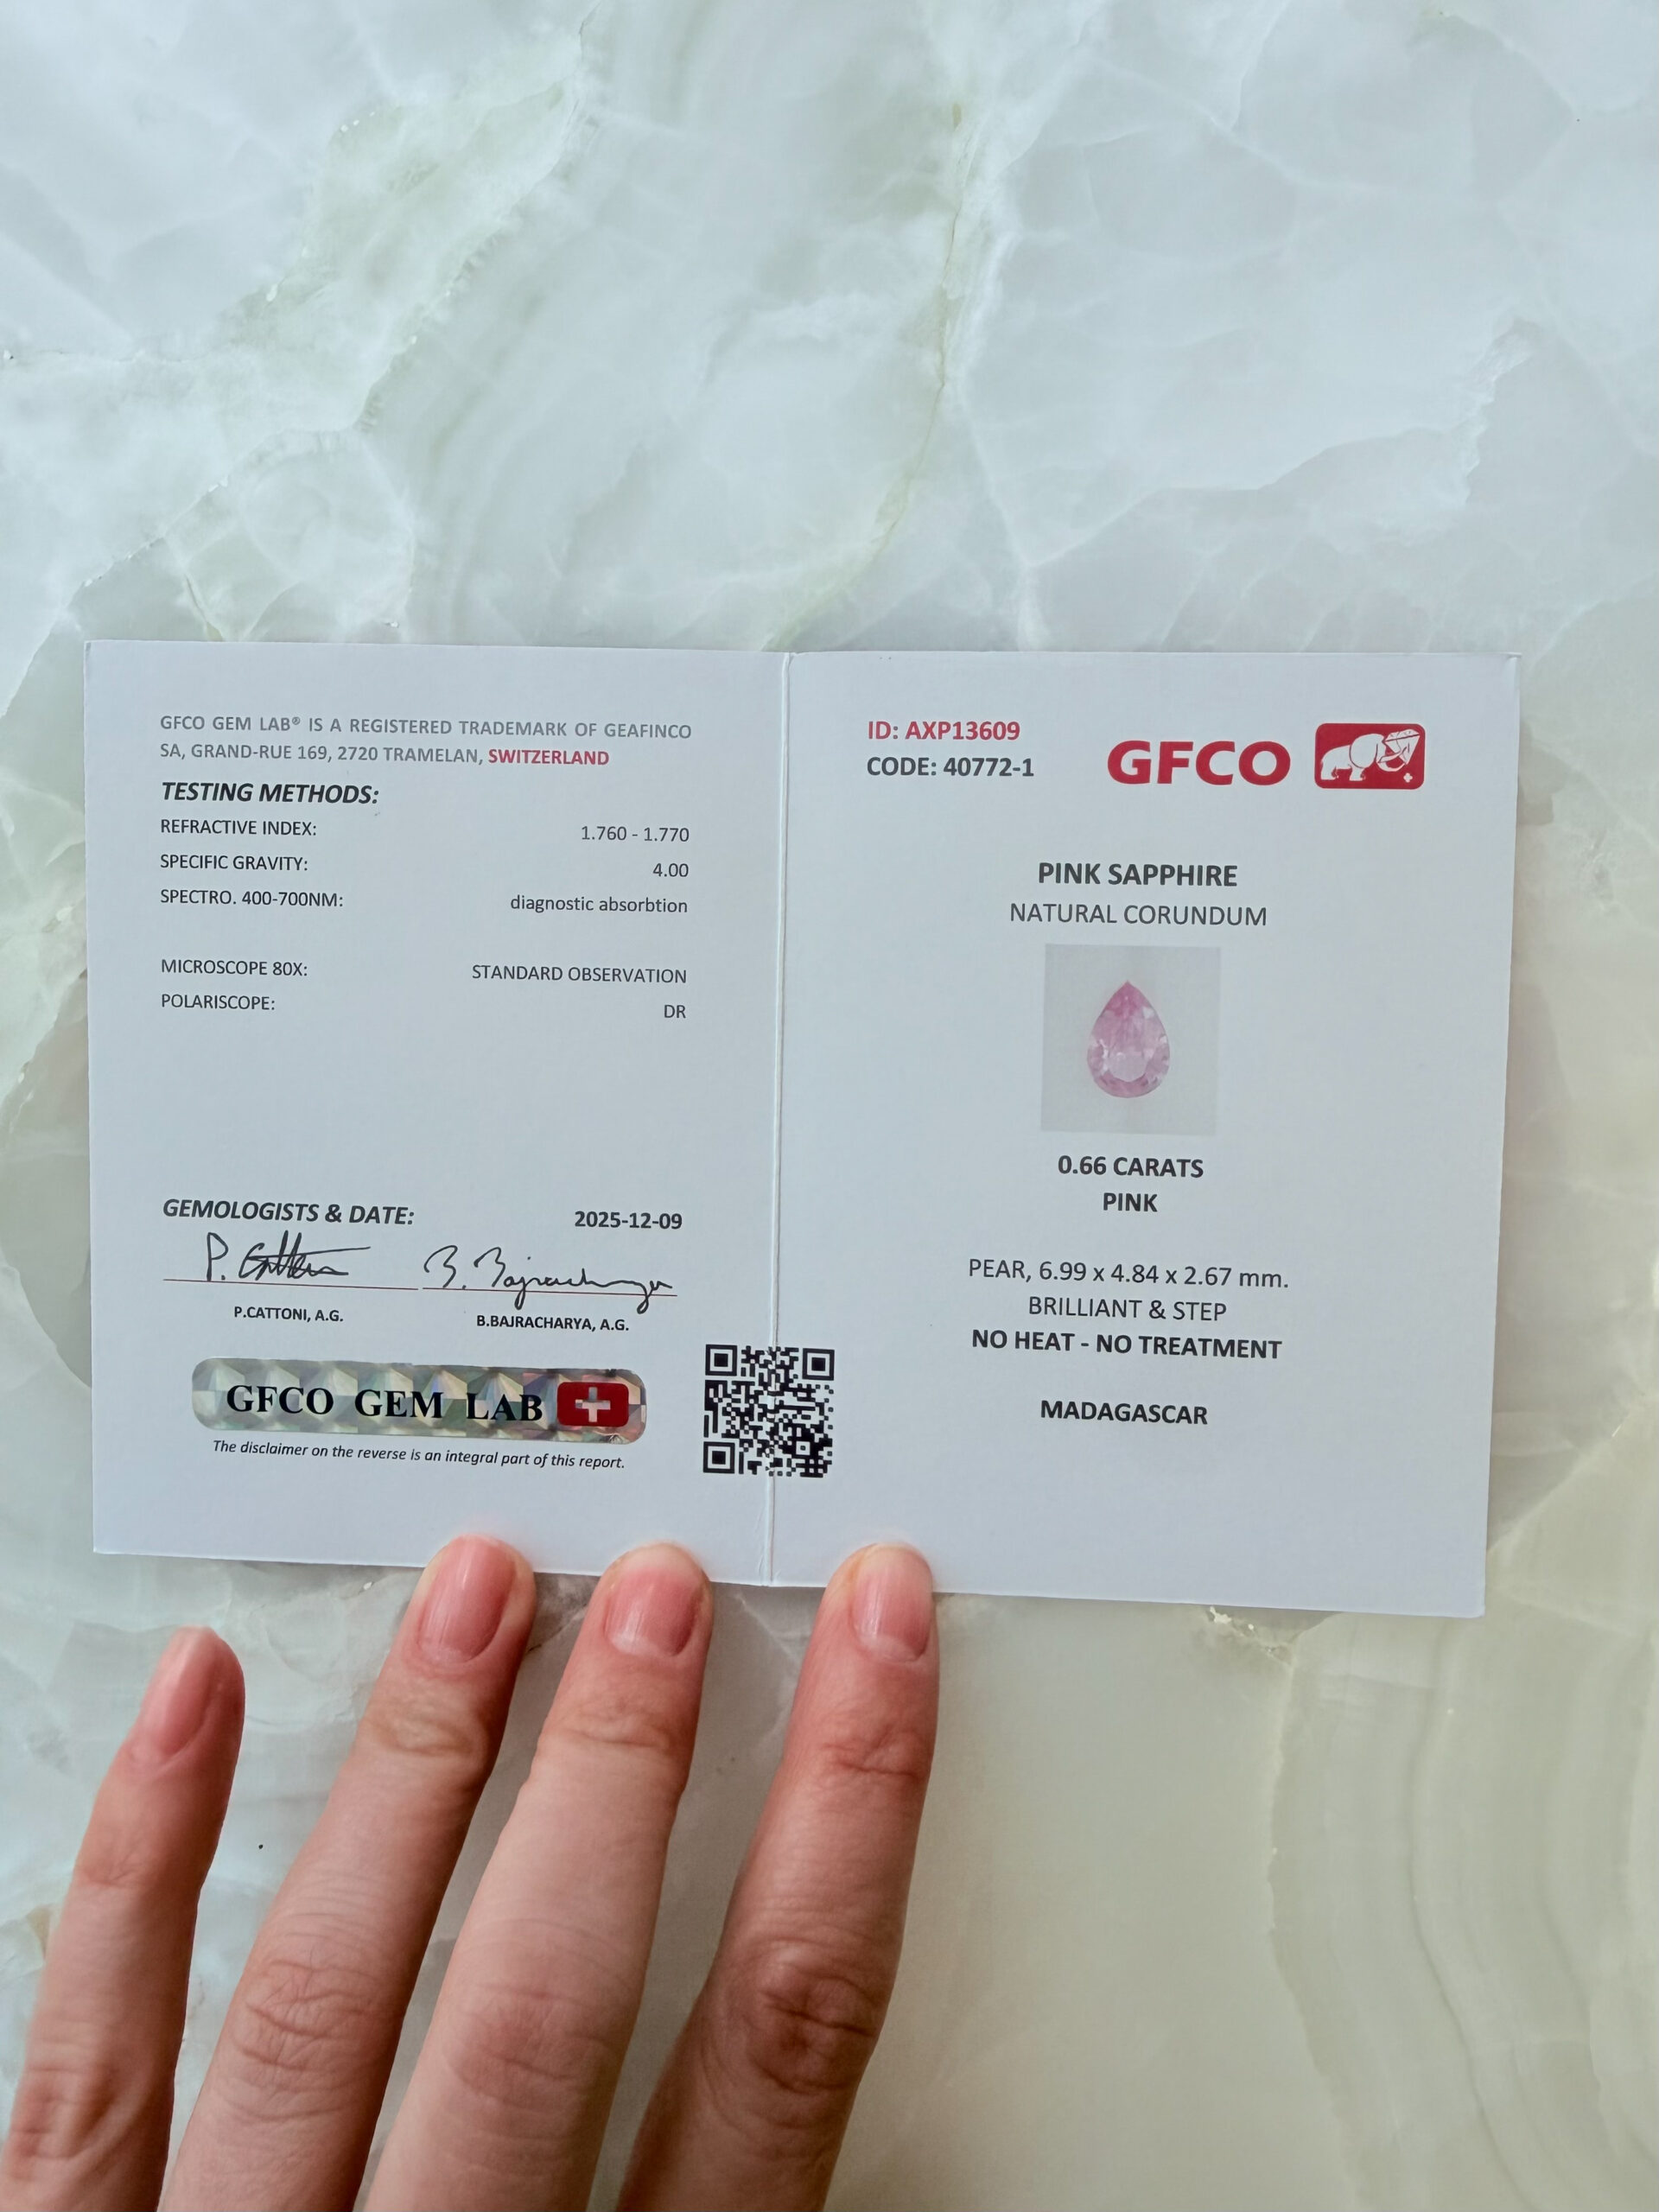 GFCO GEM LAB® IS A REGISTERED TRADEMARK OF GEAFINCO
SA, GRAND-RUE 169, 2720 TRAMELAN, SWITZERLAND
TESTING METHODS:
REFRACTIVE INDEX: 1.760 - 1.770
SPECIFIC GRAVITY: 4.00
SPECTRO. 400-700NM: diagnostic absorbtion
MICROSCOPE 80X: STANDARD OBSERVATION
POLARISCOPE: DR
GEMOLOGISTS & DATE: 2025-12-09
P. Cattoni B. Bajracharya
P.CATTONI, A.G. B.BAJRACHARYA, A.G.
GFCO GEM LAB
The disclaimer on the reverse is an integral part of this report.
ID: AXP13609
CODE: 40772-1
GFCO
PINK SAPPHIRE
NATURAL CORUNDUM
0.66 CARATS
PINK
PEAR, 6.99 x 4.84 x 2.67 mm.
BRILLIANT & STEP
NO HEAT - NO TREATMENT
MADAGASCAR